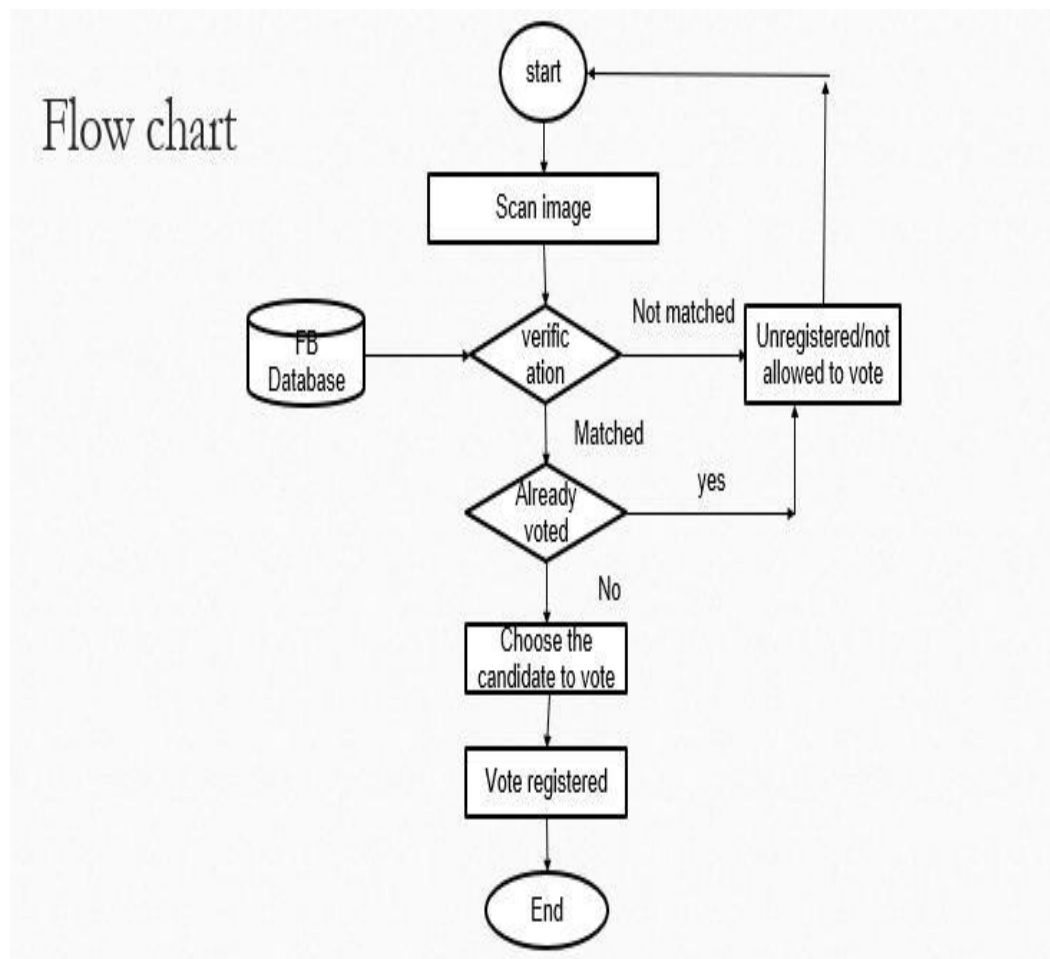 start
Flow chart
Scan image
Not matched
FB
Database
verific
ation
Unregistered/not
allowed to vote
Matched
Already
voted
yes
No
Choose the
candidate to vote
Vote registered
End